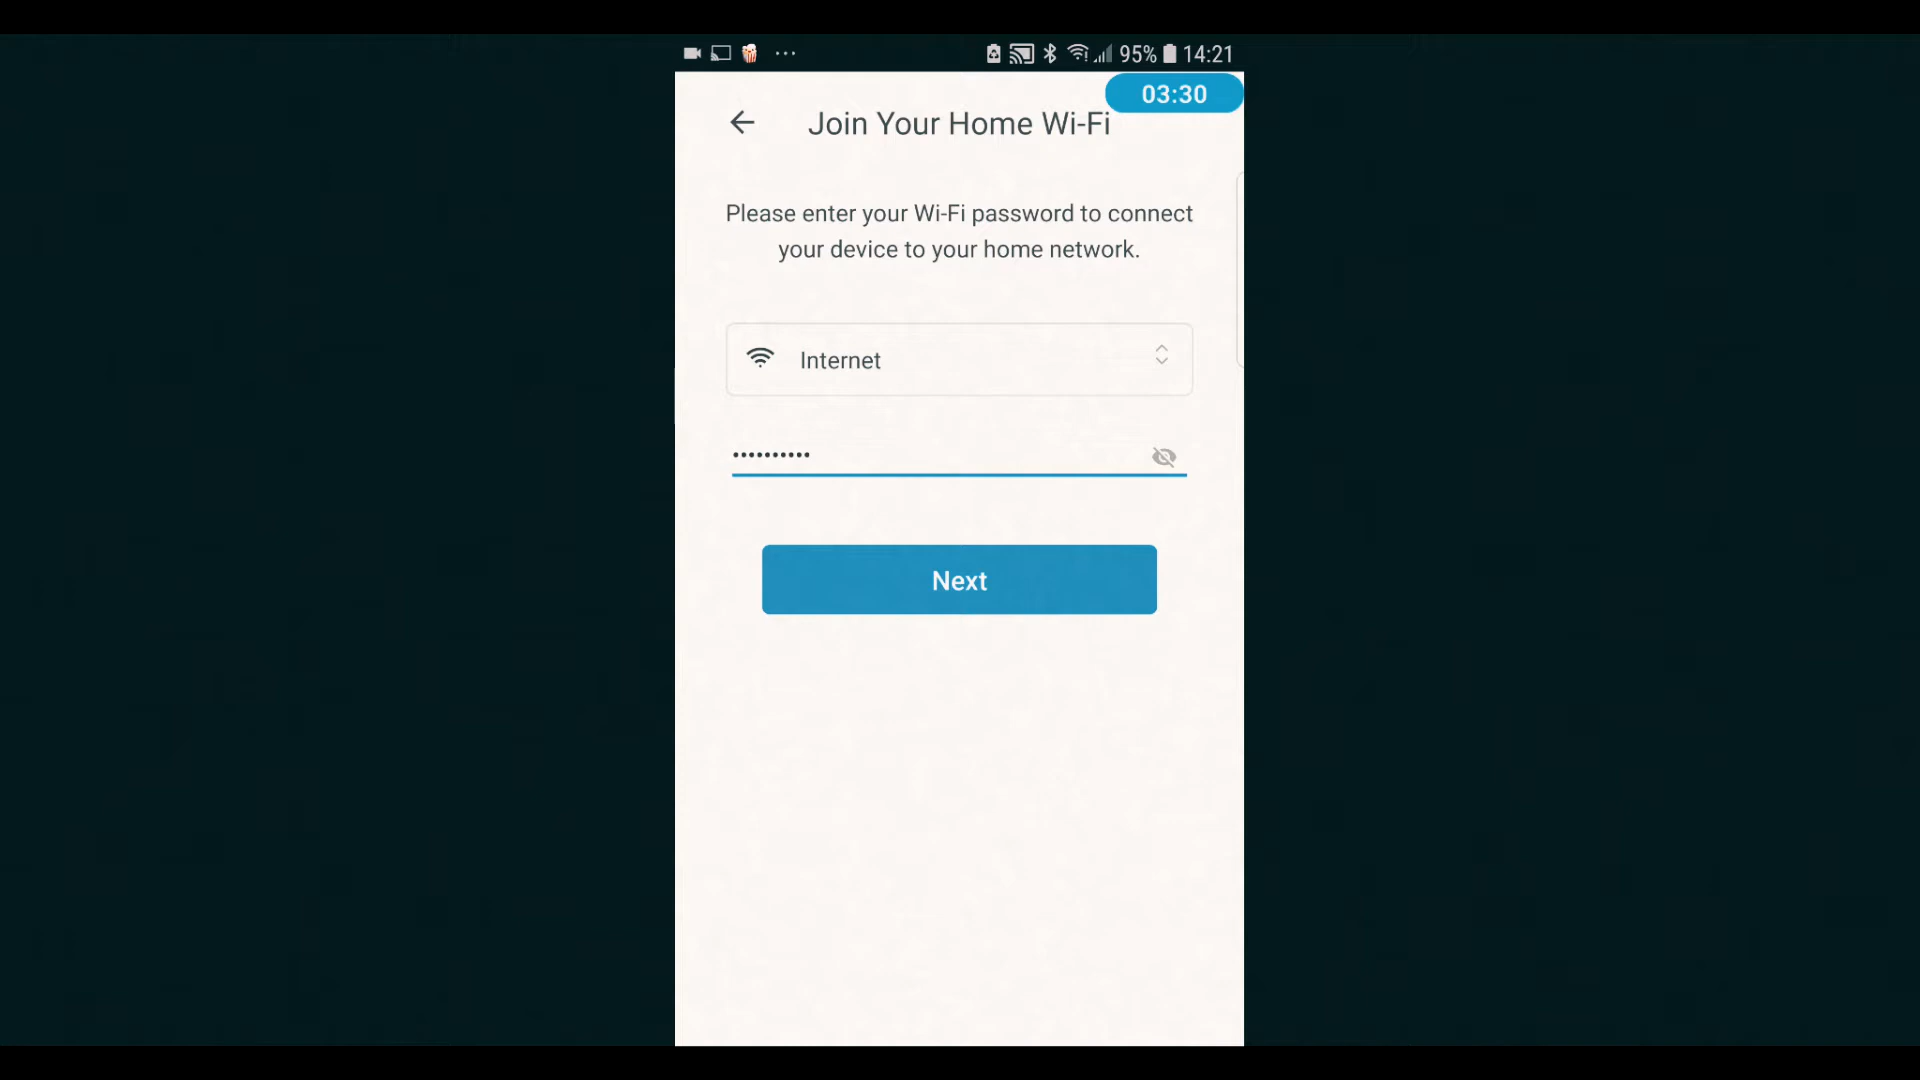 95% 14:21
03:30
Join Your Home Wi-Fi
Please enter your Wi-Fi password to connect
your device to your home network.
Internet
••••••••••
Next